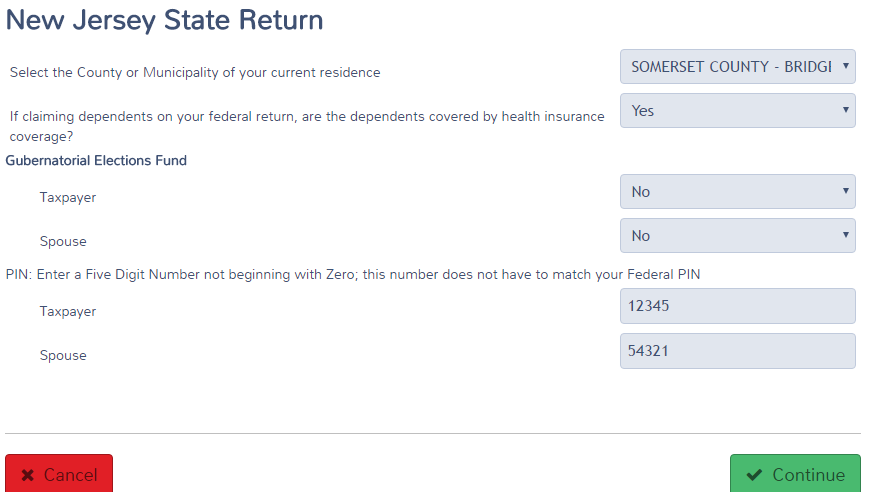 New Jersey State Return
Select the County or Municipality of your current residence
SOMERSET COUNTY - BRIDGI
If claiming dependents on your federal return, are the dependents covered by health insurance
coverage?
Yes
Gubernatorial Elections Fund
Taxpayer
No
Spouse
No
PIN: Enter a Five Digit Number not beginning with Zero; this number does not have to match your Federal PIN
Taxpayer
12345
Spouse
54321
Cancel
Continue